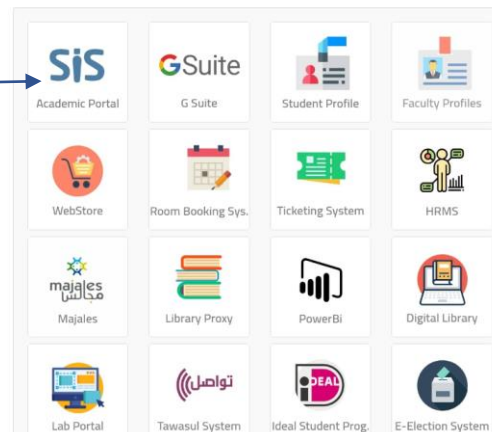 SiS
Academic Portal
GSuite
G Suite
Student Profile
Faculty Profiles
WebStore
Room Booking Sys.
Ticketing System
HRMS
majales
مجالس
Majales
Library Proxy
PowerBi
Digital Library
Lab Portal
تواصل
Tawasul System
iDEAL
Ideal Student Prog.
E-Election System